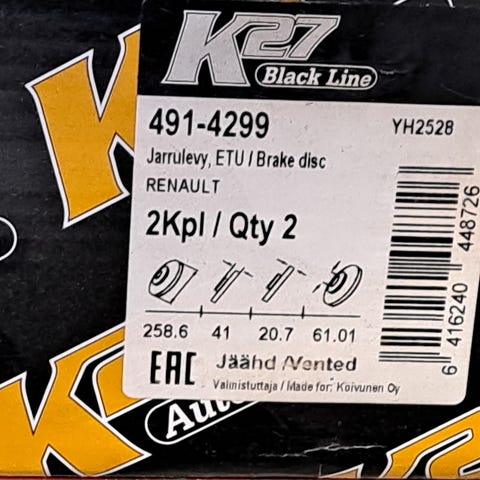 K27
Black Line
491-4299
YH2528
Jarrulevy, ETU / Brake disc
RENAULT
2Kpl / Qty 2
258.6 41 20.7 61.01
EAC Jäähd /Vented
Valmistuttaja / Made for: Koivunen Oy
6 416240 448726
K
Aut